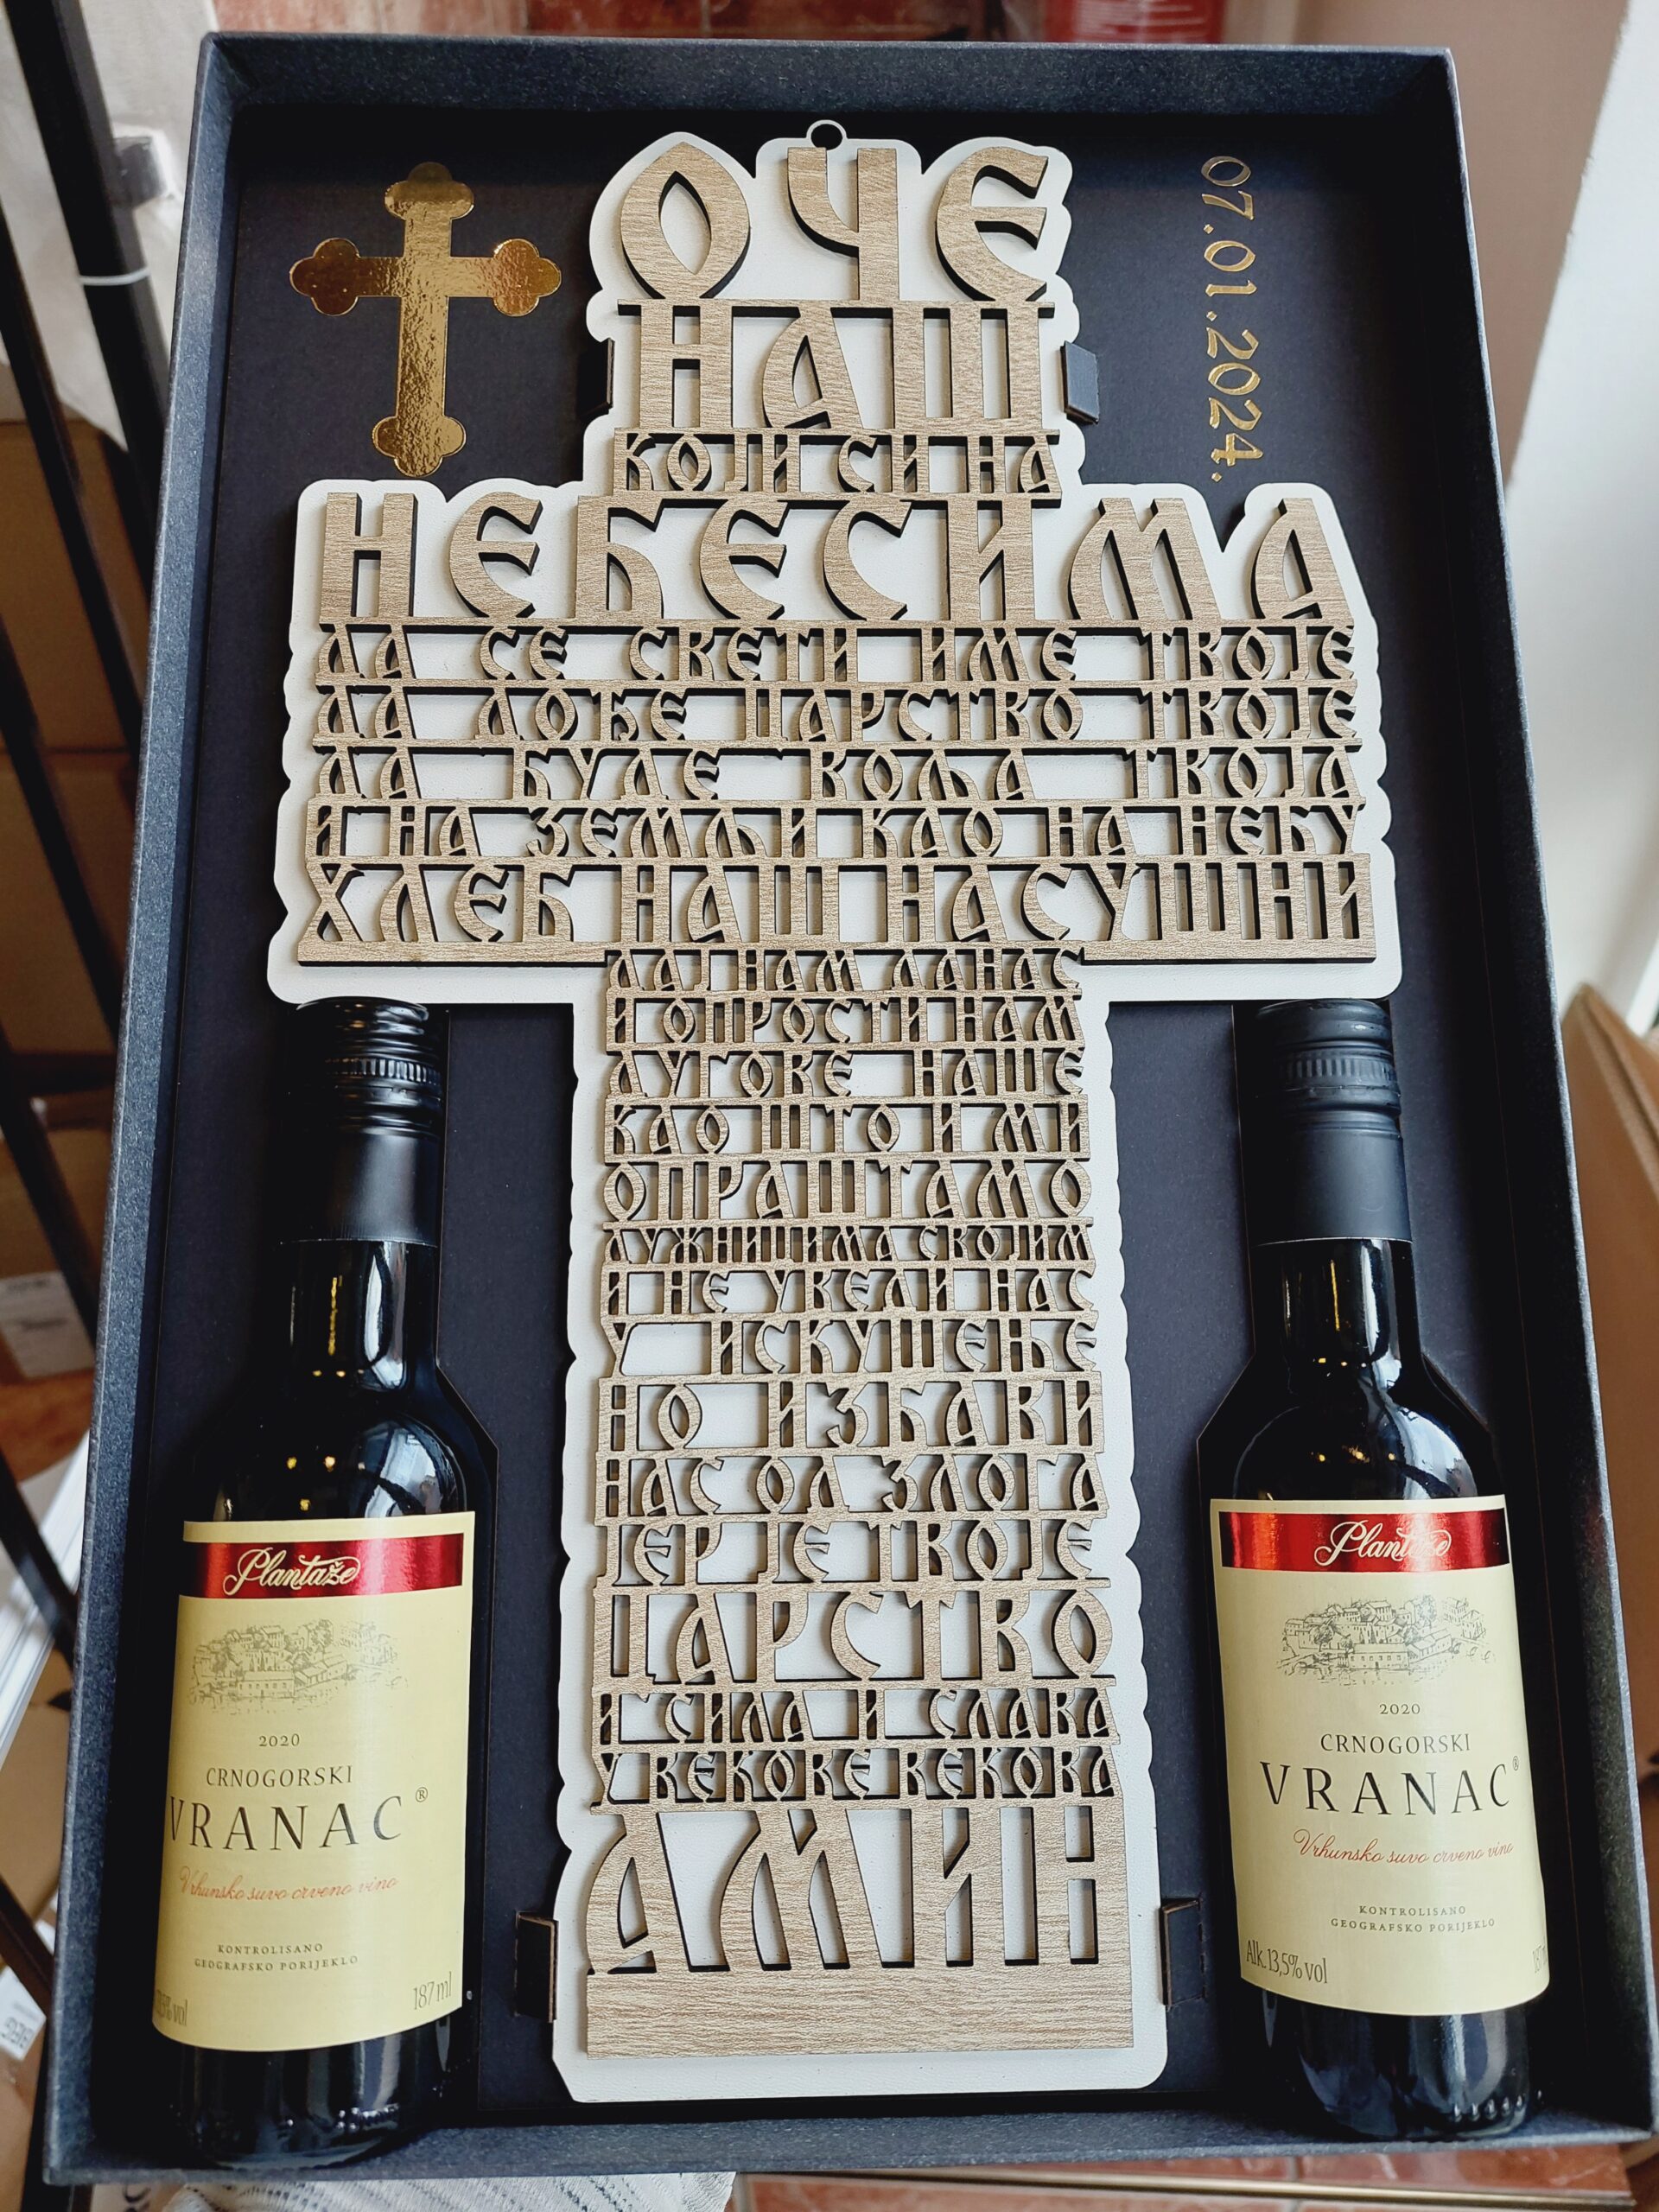 ОЧЕ
НАШ
КОЈИ СИ НА
НЕБЕСИМА
ДА СЕ СВЕТИ ИМЕ ТВОЈЕ
ДА ДОЂЕ ЦАРСТВО ТВОЈЕ
ДА БУДЕ ВОЉА ТВОЈА
И НА ЗЕМЉИ КАО НА НЕБУ
ХЛЕБ НАШ НАСУШНИ
ДАЈ НАМ ДАНАС
И ОПРОСТИ НАМ
ДУГОВЕ НАШЕ
КАО ШТО И МИ
ОПРАШТАМО
ДУЖНИЦИМА СВОЈИМ
И НЕ УВЕДИ НАС
У ИСКУШЕЊЕ
НО ИЗБАВИ
НАС ОД ЗЛОГА
ЈЕР ЈЕ ТВОЈЕ
ЦАРСТВО
И СИЛА И СЛАВА
У ВЕКОВЕ ВЕКОВА
АМИН
07.01.2024.
Plantaže
2020
CRNOGORSKI
VRANAC®
Vrhunsko suvo crveno vino
KONTROLISANO
GEOGRAFSKO PORIJEKLO
187 ml
Plantaže
2020
CRNOGORSKI
VRANAC®
Vrhunsko suvo crveno vino
KONTROLISANO
GEOGRAFSKO PORIJEKLO
Alk. 13,5% vol